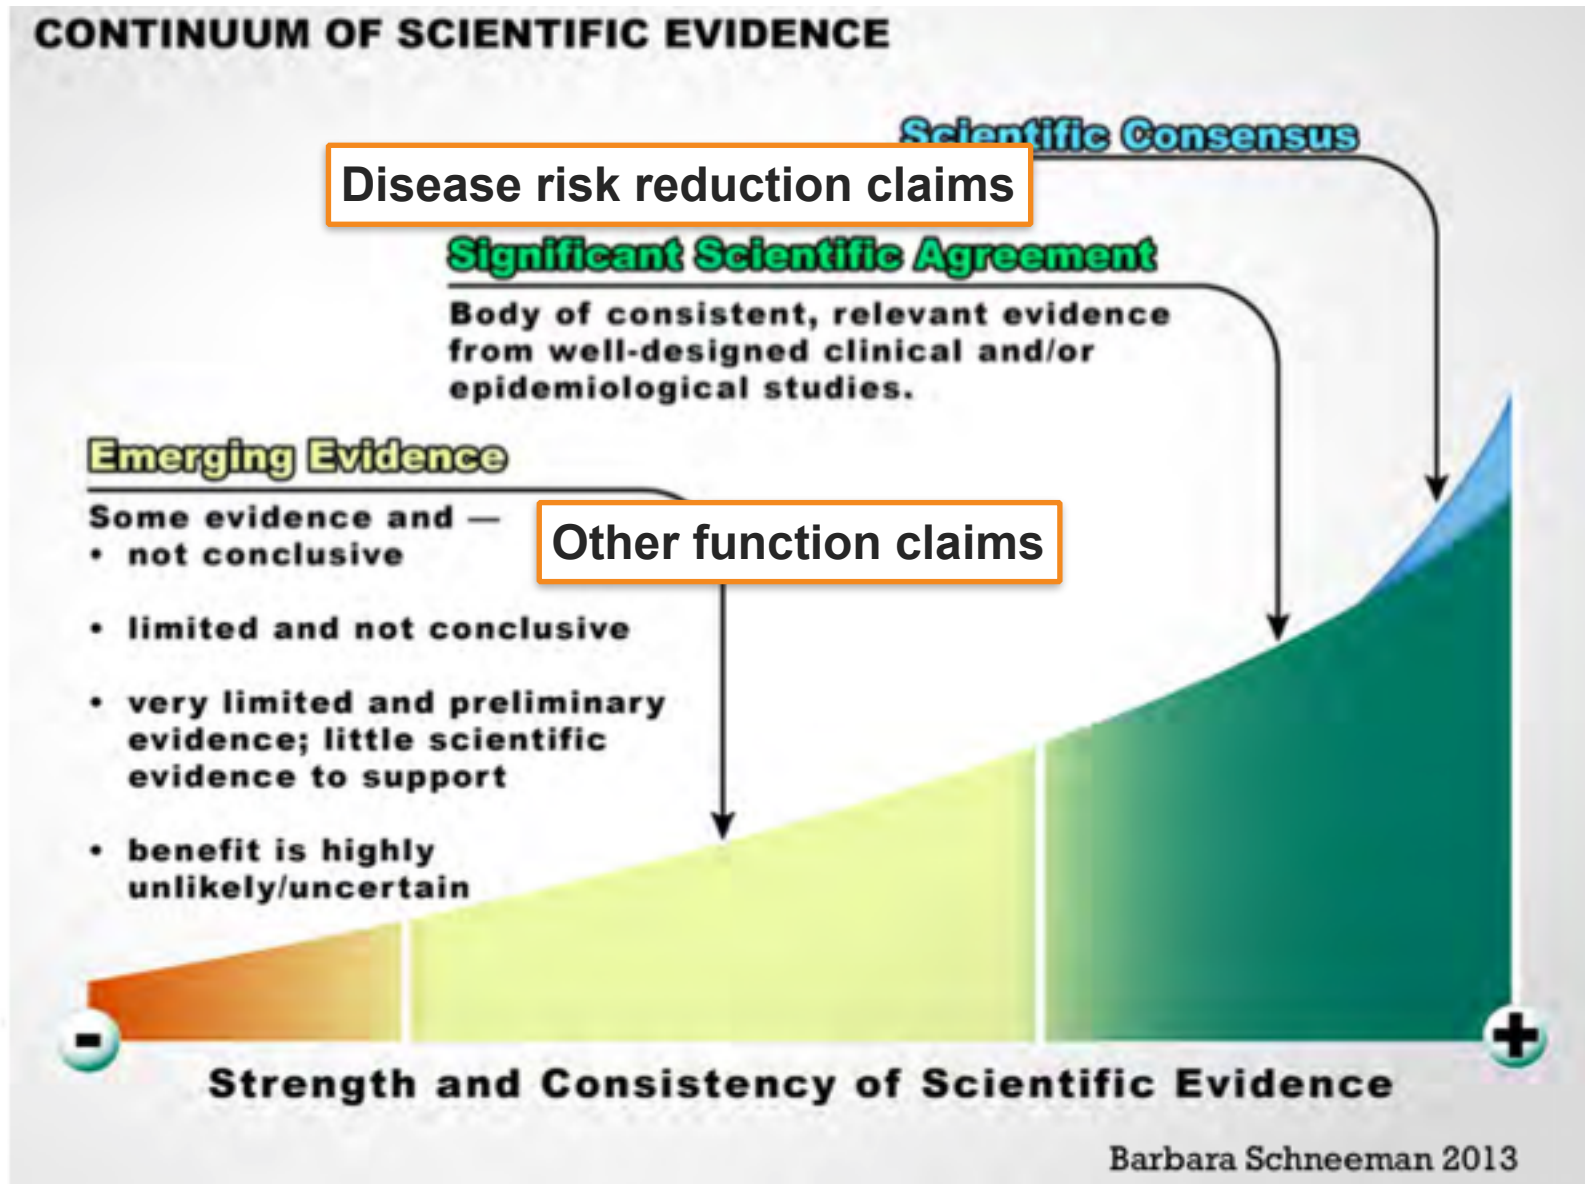 CONTINUUM OF SCIENTIFIC EVIDENCE
Scientific Consensus
Disease risk reduction claims
Significant Scientific Agreement
Body of consistent, relevant evidence
from well-designed clinical and/or
epidemiological studies.
Emerging Evidence
Some evidence and —
• not conclusive
Other function claims
• limited and not conclusive
• very limited and preliminary
evidence; little scientific
evidence to support
• benefit is highly
unlikely/uncertain
-
+
Strength and Consistency of Scientific Evidence
Barbara Schneeman 2013